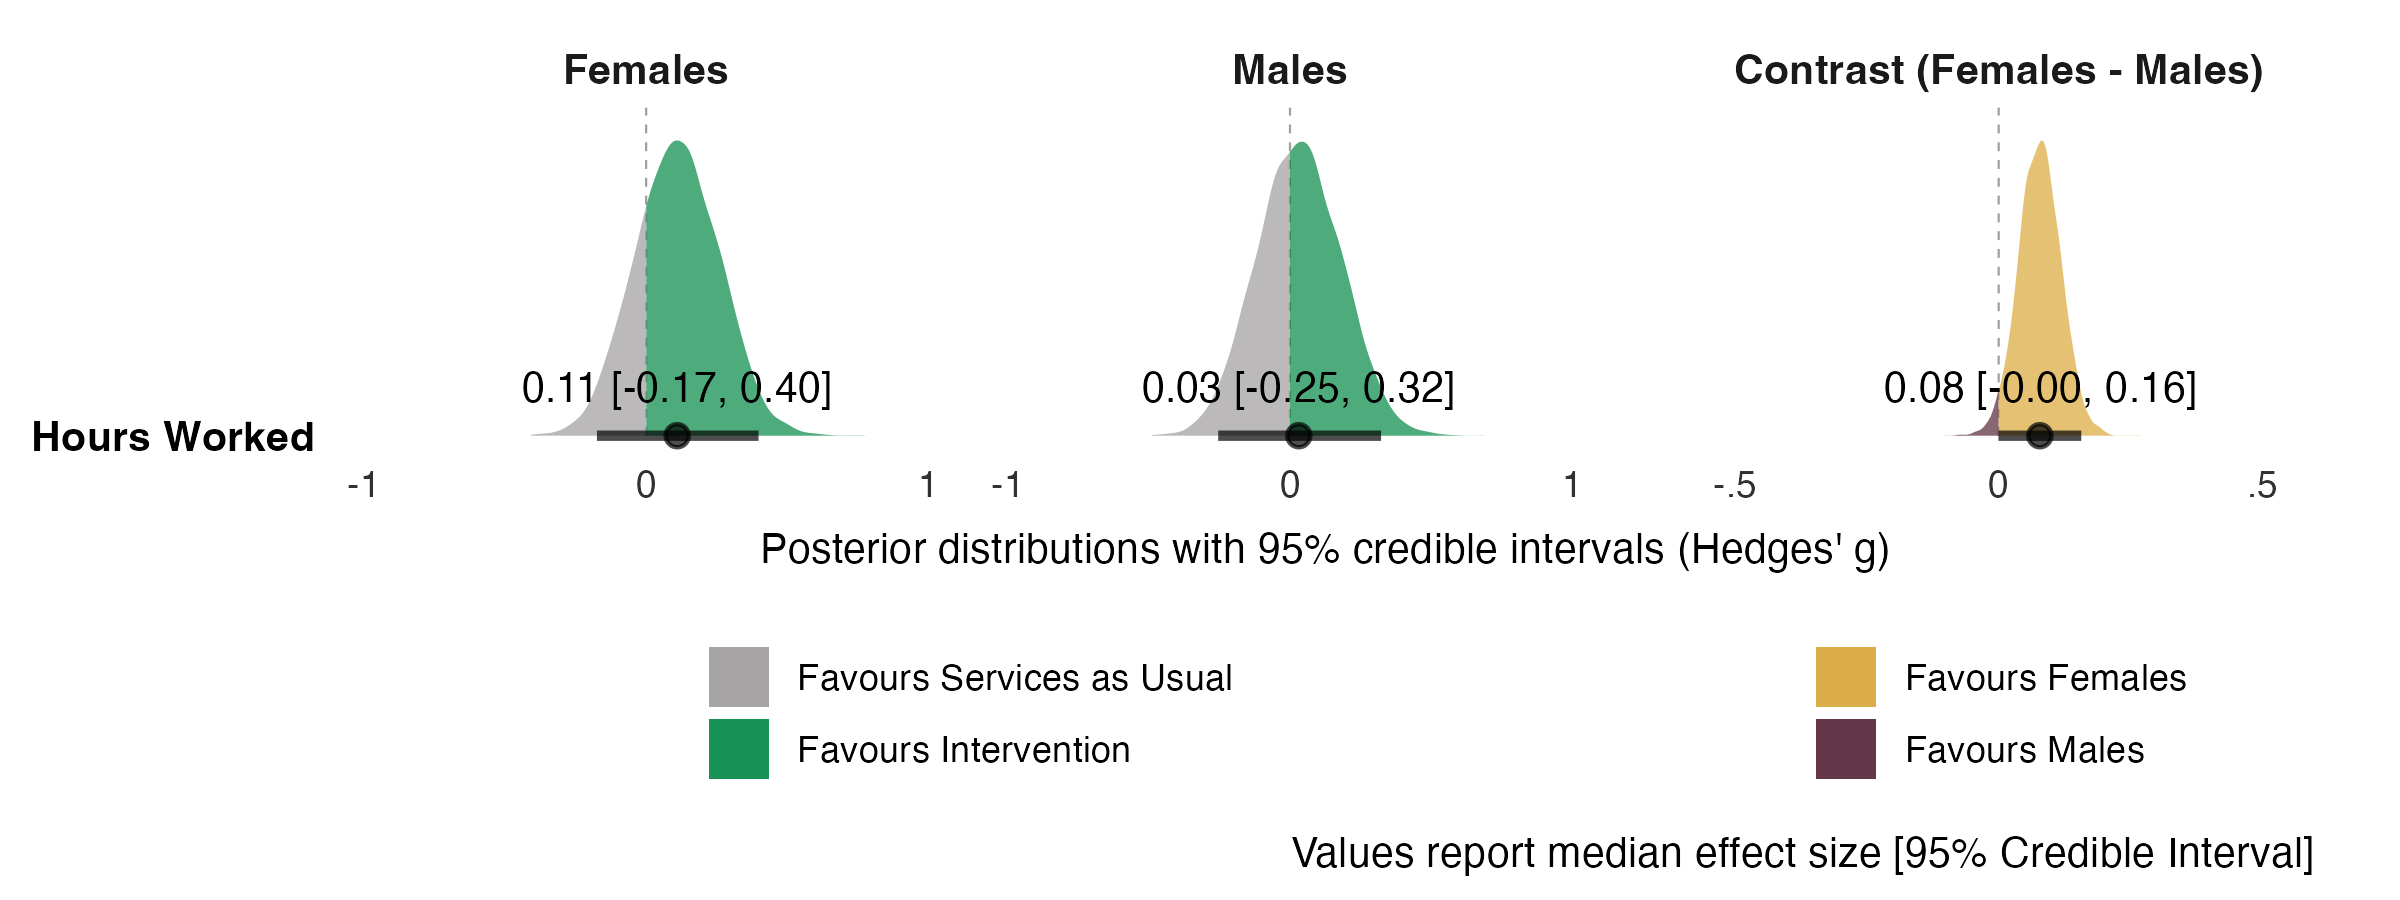 Females Males Contrast (Females - Males)
0.11 [-0.17, 0.40] 0.03 [-0.25, 0.32] 0.08 [-0.00, 0.16]
Hours Worked
-1 0 1 -1 0 1 -.5 0 .5
Posterior distributions with 95% credible intervals (Hedges' g)
Favours Services as Usual
Favours Intervention
Favours Females
Favours Males
Values report median effect size [95% Credible Interval]